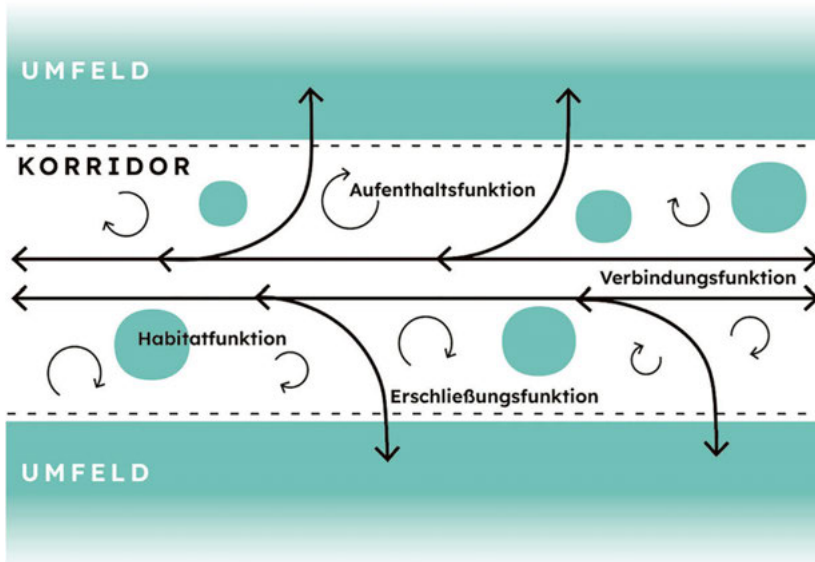 UMFELD
KORRIDOR
Aufenthaltsfunktion
Verbindungsfunktion
Habitatfunktion
Erschließungsfunktion
UMFELD